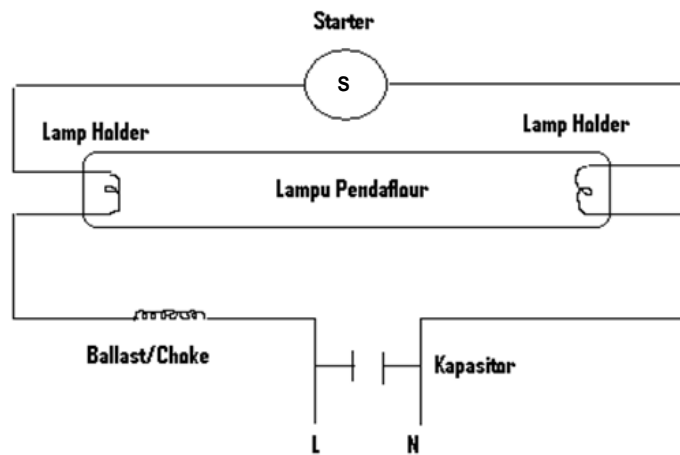 Starter
S
Lamp Holder
Lamp Holder
Lampu Pendaflour
Ballast/Choke
Kapasitor
L
N